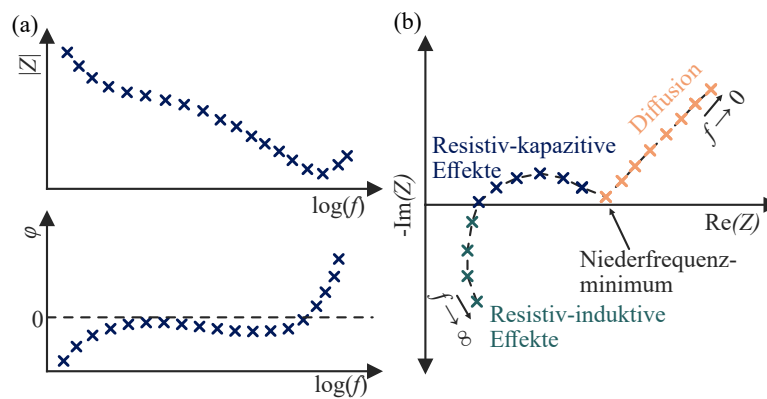 (a)
|Z|
log(f)
φ
0
log(f)
(b)
-Im(Z)
Diffusion
f → 0
Resistiv-kapazitive
Effekte
Re(Z)
Niederfrequenz-
minimum
f → ∞
Resistiv-induktive
Effekte